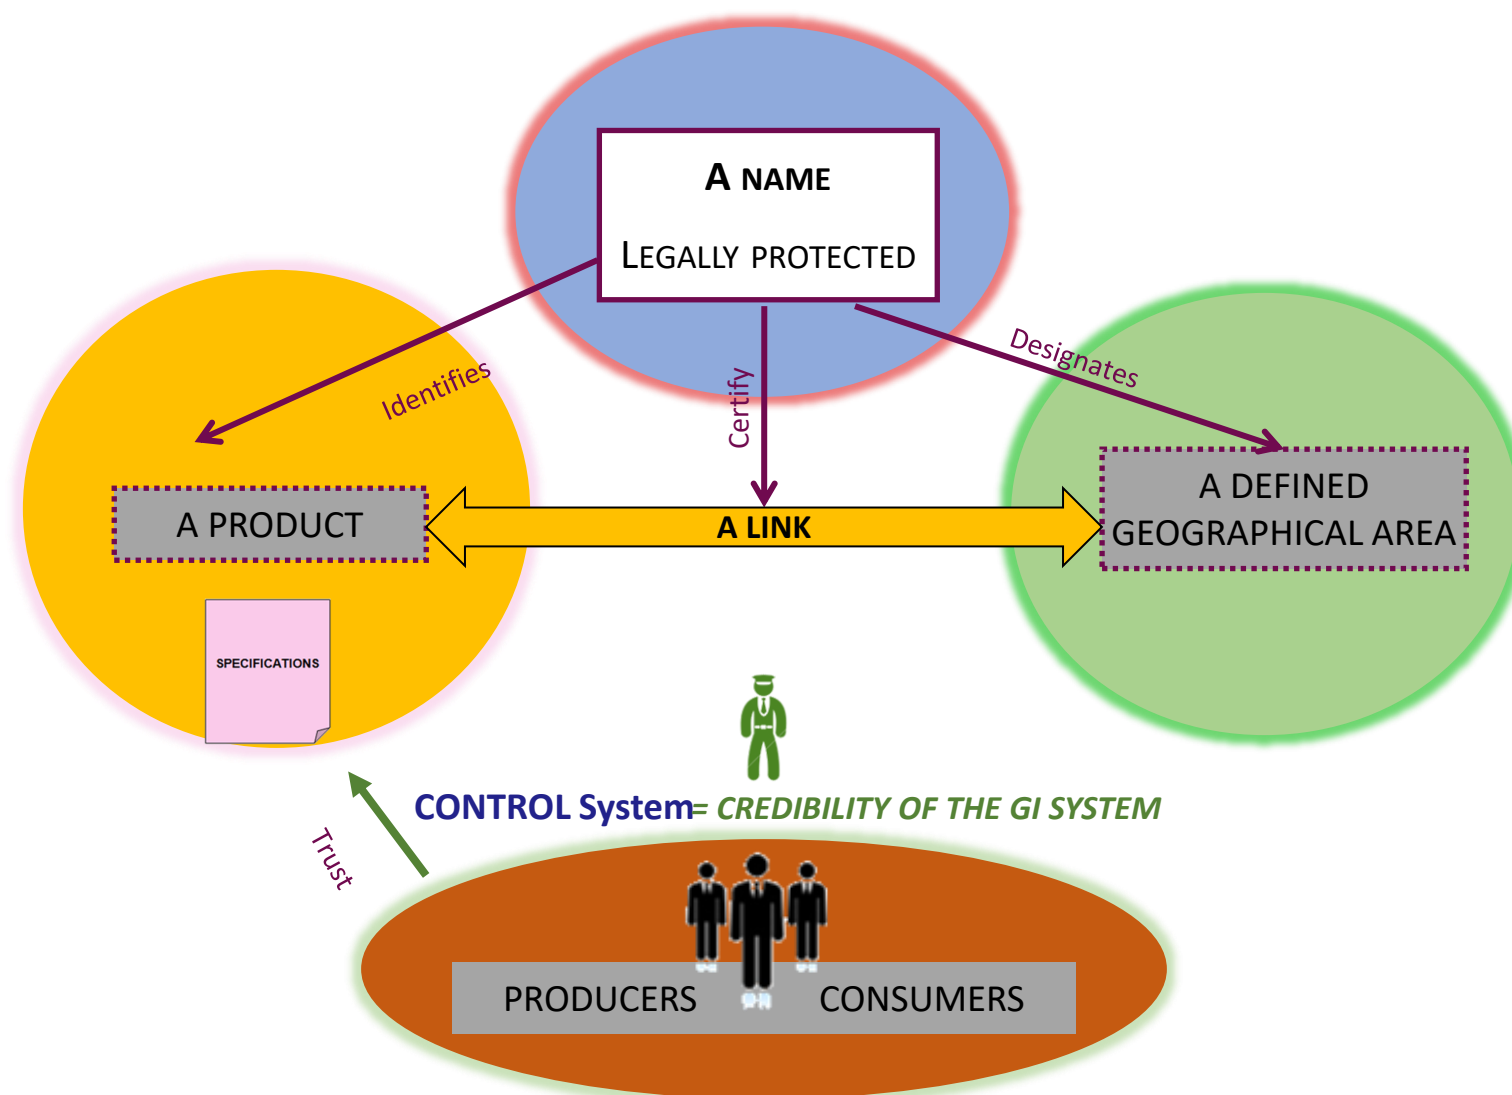 A NAME
LEGALLY PROTECTED
Identifies
Certify
Designates
A PRODUCT
A LINK
A DEFINED
GEOGRAPHICAL AREA
SPECIFICATIONS
CONTROL System= CREDIBILITY OF THE GI SYSTEM
Trust
PRODUCERS CONSUMERS